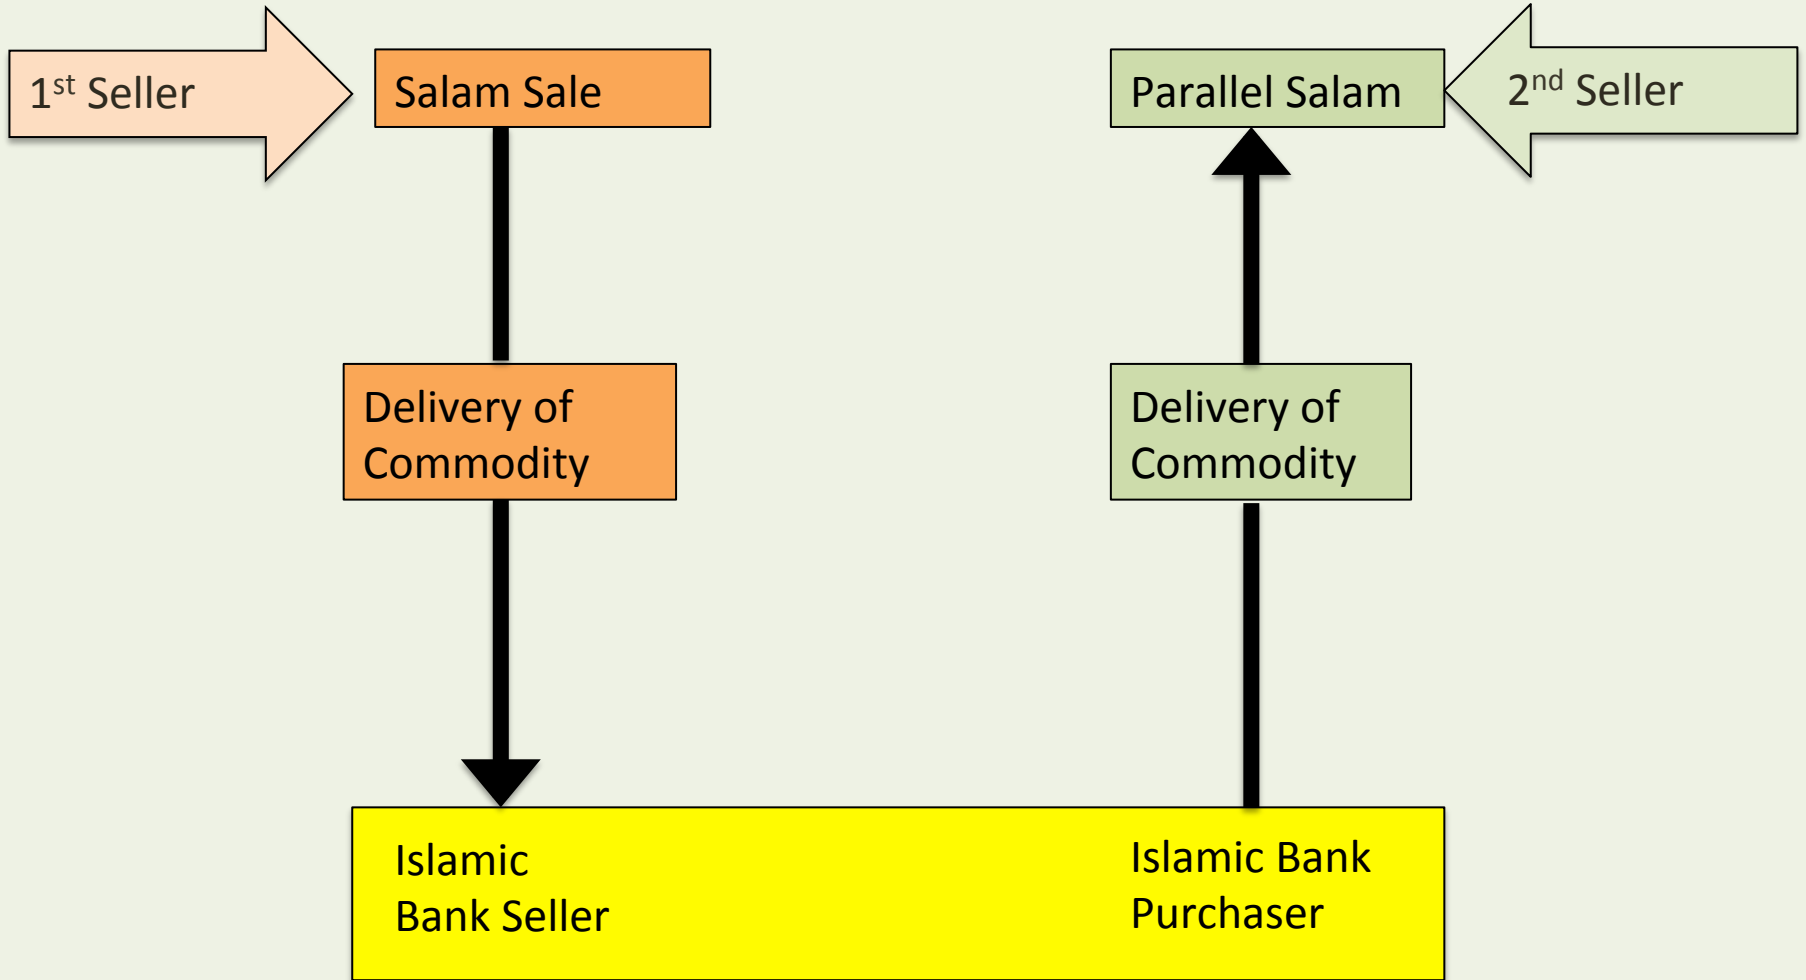 1st Seller
Salam Sale
Parallel Salam
2nd Seller
Delivery of
Commodity
Delivery of
Commodity
Islamic
Bank Seller
Islamic Bank
Purchaser